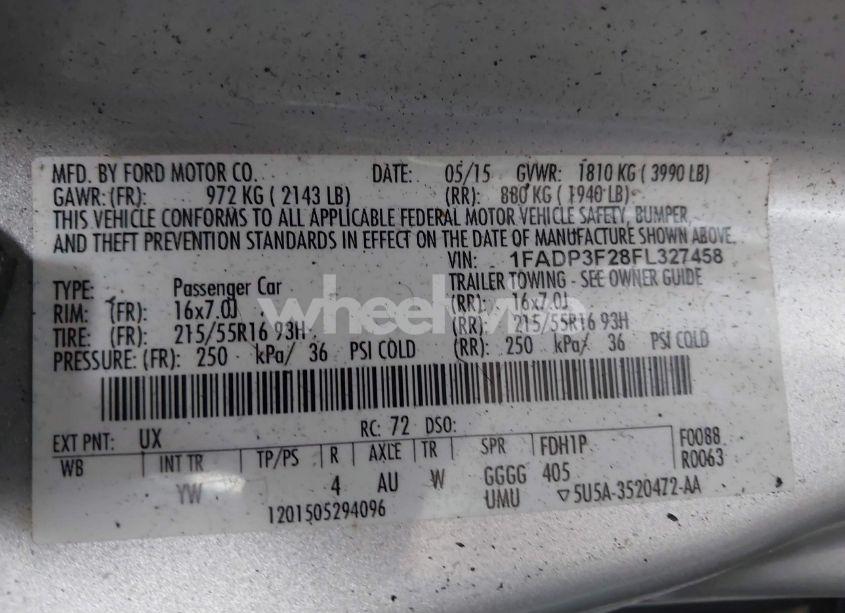 MFD. BY FORD MOTOR CO. DATE: 05/15 GVWR: 1810 KG ( 3990 LB)
GAWR: (FR): 972 KG ( 2143 LB) (RR): 880 KG ( 1940 LB)
THIS VEHICLE CONFORMS TO ALL APPLICABLE FEDERAL MOTOR VEHICLE SAFETY, BUMPER,
AND THEFT PREVENTION STANDARDS IN EFFECT ON THE DATE OF MANUFACTURE SHOWN ABOVE.
VIN: 1FADP3F28FL327458
TYPE: Passenger Car TRAILER TOWING - SEE OWNER GUIDE
RIM: (FR): 16x7.0J (RR): 16x7.0J
TIRE: (FR): 215/55R16 93H (RR): 215/55R16 93H
PRESSURE: (FR): 250 kPa/ 36 PSI COLD (RR): 250 kPa/ 36 PSI COLD
EXT PNT: UX RC: 72 DSO:
WB INT TR TP/PS R AXLE TR SPR FDH1P F0088
YW 4 AU W GGGG 405 R0063
UMU ▽5U5A-3520472-AA
1201505294096